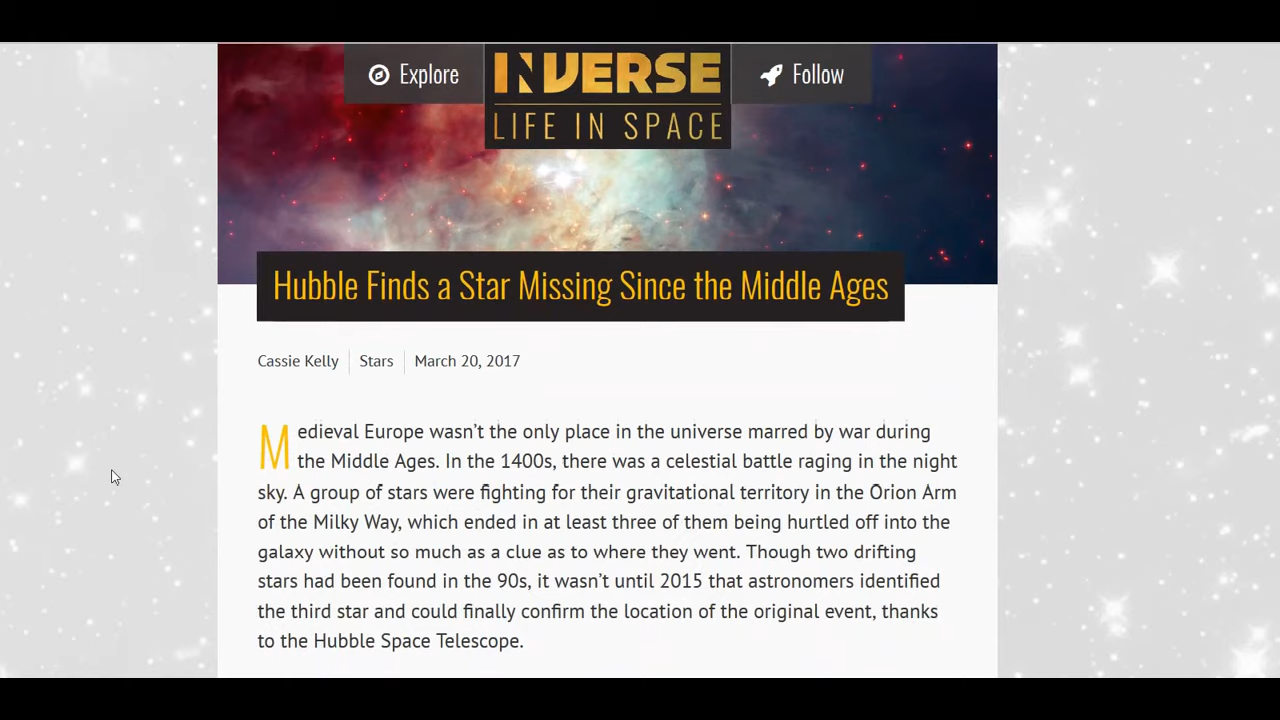 Explore
INVERSE
Follow
LIFE IN SPACE
Hubble Finds a Star Missing Since the Middle Ages
Cassie Kelly Stars March 20, 2017
Medieval Europe wasn’t the only place in the universe marred by war during
the Middle Ages. In the 1400s, there was a celestial battle raging in the night
sky. A group of stars were fighting for their gravitational territory in the Orion Arm
of the Milky Way, which ended in at least three of them being hurtled off into the
galaxy without so much as a clue as to where they went. Though two drifting
stars had been found in the 90s, it wasn’t until 2015 that astronomers identified
the third star and could finally confirm the location of the original event, thanks
to the Hubble Space Telescope.